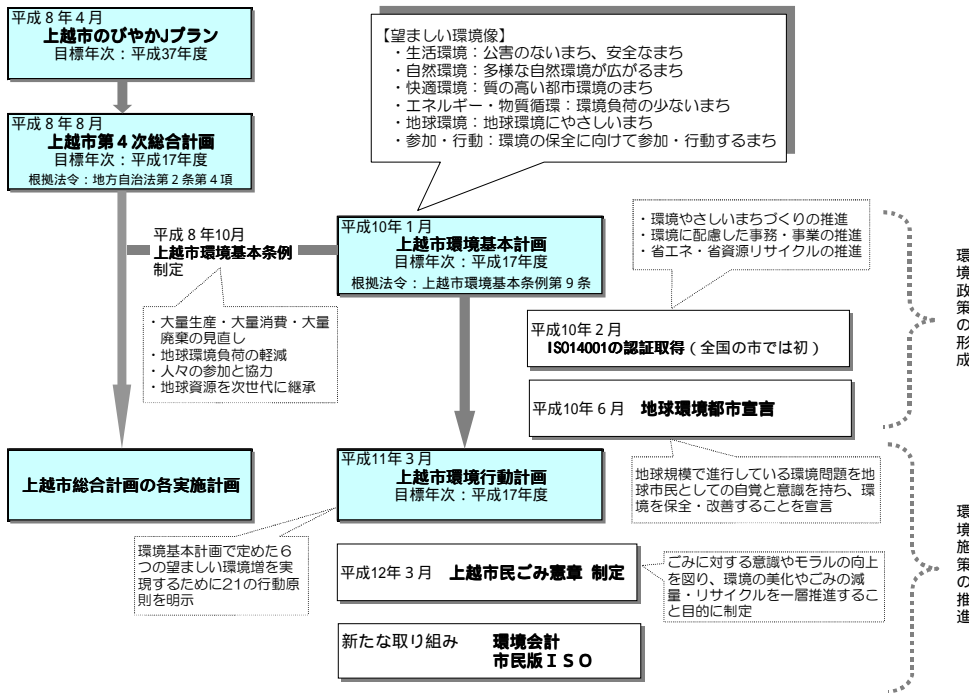 平成８年４月
上越市のびやかJプラン
目標年次：平成37年度
平成８年８月
上越市第４次総合計画
目標年次：平成17年度
根拠法令：地方自治法第２条第４項
【望ましい環境像】
・生活環境：公害のないまち、安全なまち
・自然環境：多様な自然環境が広がるまち
・快適環境：質の高い都市環境のまち
・エネルギー・物質循環：環境負荷の少ないまち
・地球環境：地球環境にやさしいまち
・参加・行動：環境の保全に向けて参加・行動するまち
平成８年10月
上越市環境基本条例
制定
・大量生産・大量消費・大量
廃棄の見直し
・地球環境負荷の軽減
・人々の参加と協力
・地球資源を次世代に継承
平成10年１月
上越市環境基本計画
目標年次：平成17年度
根拠法令：上越市環境基本条例第９条
・環境やさしいまちづくりの推進
・環境に配慮した事務・事業の推進
・省エネ・省資源リサイクルの推進
平成10年２月
ISO14001の認証取得（全国の市では初）
平成10年６月　地球環境都市宣言
地球規模で進行している環境問題を地
球市民としての自覚と意識を持ち、環
境を保全・改善することを宣言
環境政策の形成
上越市総合計画の各実施計画
平成11年３月
上越市環境行動計画
目標年次：平成17年度
環境基本計画で定めた６
つの望ましい環境増を実
現するために21の行動原
則を明示
平成12年３月　上越市民ごみ憲章 制定
ごみに対する意識やモラルの向上
を図り、環境の美化やごみの減
量・リサイクルを一層推進するこ
と目的に制定
新たな取り組み　環境会計
市民版ＩＳＯ
環境施策の推進